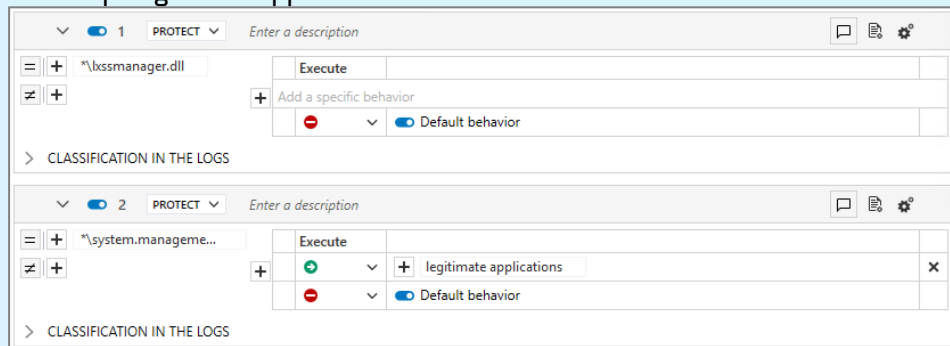 1 PROTECT Enter a description
= + *\lxssmanager.dll Execute
≠ + + Add a specific behavior
Default behavior
> CLASSIFICATION IN THE LOGS
2 PROTECT Enter a description
= + *\system.manageme... Execute
≠ + + + legitimate applications
Default behavior
> CLASSIFICATION IN THE LOGS